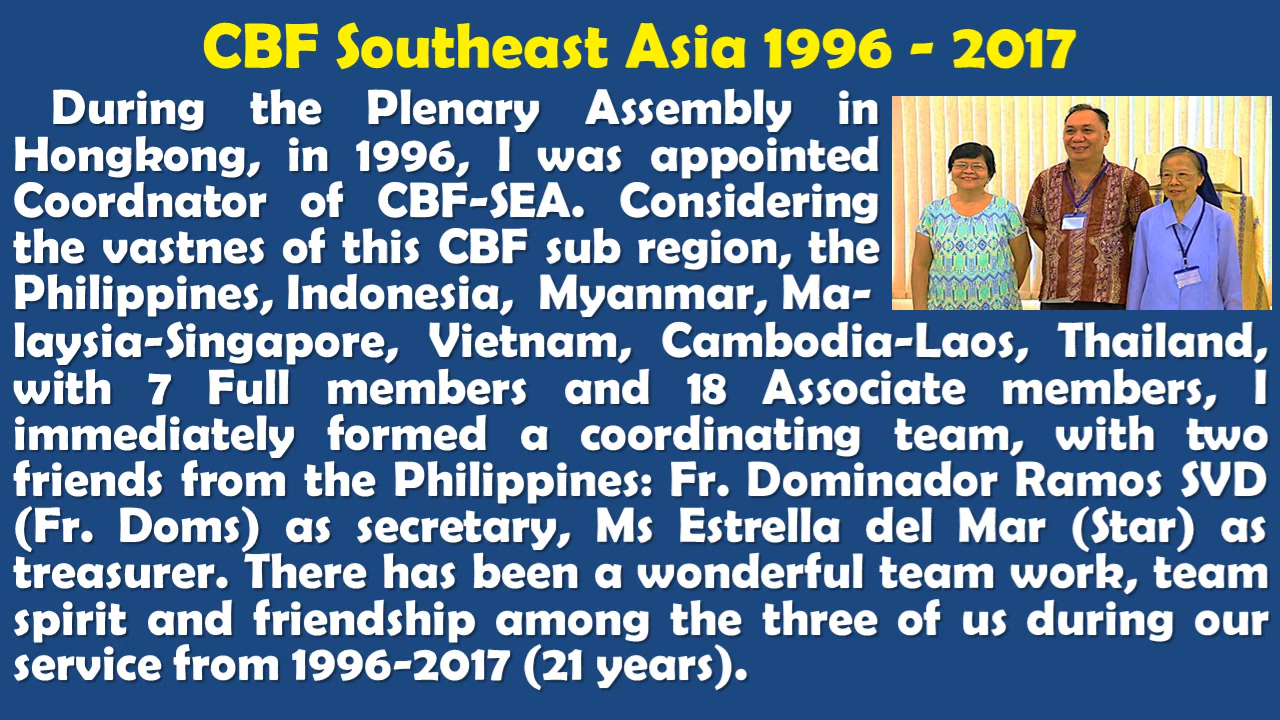 CBF Southeast Asia 1996 - 2017
During the Plenary Assembly in
Hongkong, in 1996, I was appointed
Coordnator of CBF-SEA. Considering
the vastnes of this CBF sub region, the
Philippines, Indonesia, Myanmar, Ma-
laysia-Singapore, Vietnam, Cambodia-Laos, Thailand,
with 7 Full members and 18 Associate members, I
immediately formed a coordinating team, with two
friends from the Philippines: Fr. Dominador Ramos SVD
(Fr. Doms) as secretary, Ms Estrella del Mar (Star) as
treasurer. There has been a wonderful team work, team
spirit and friendship among the three of us during our
service from 1996-2017 (21 years).